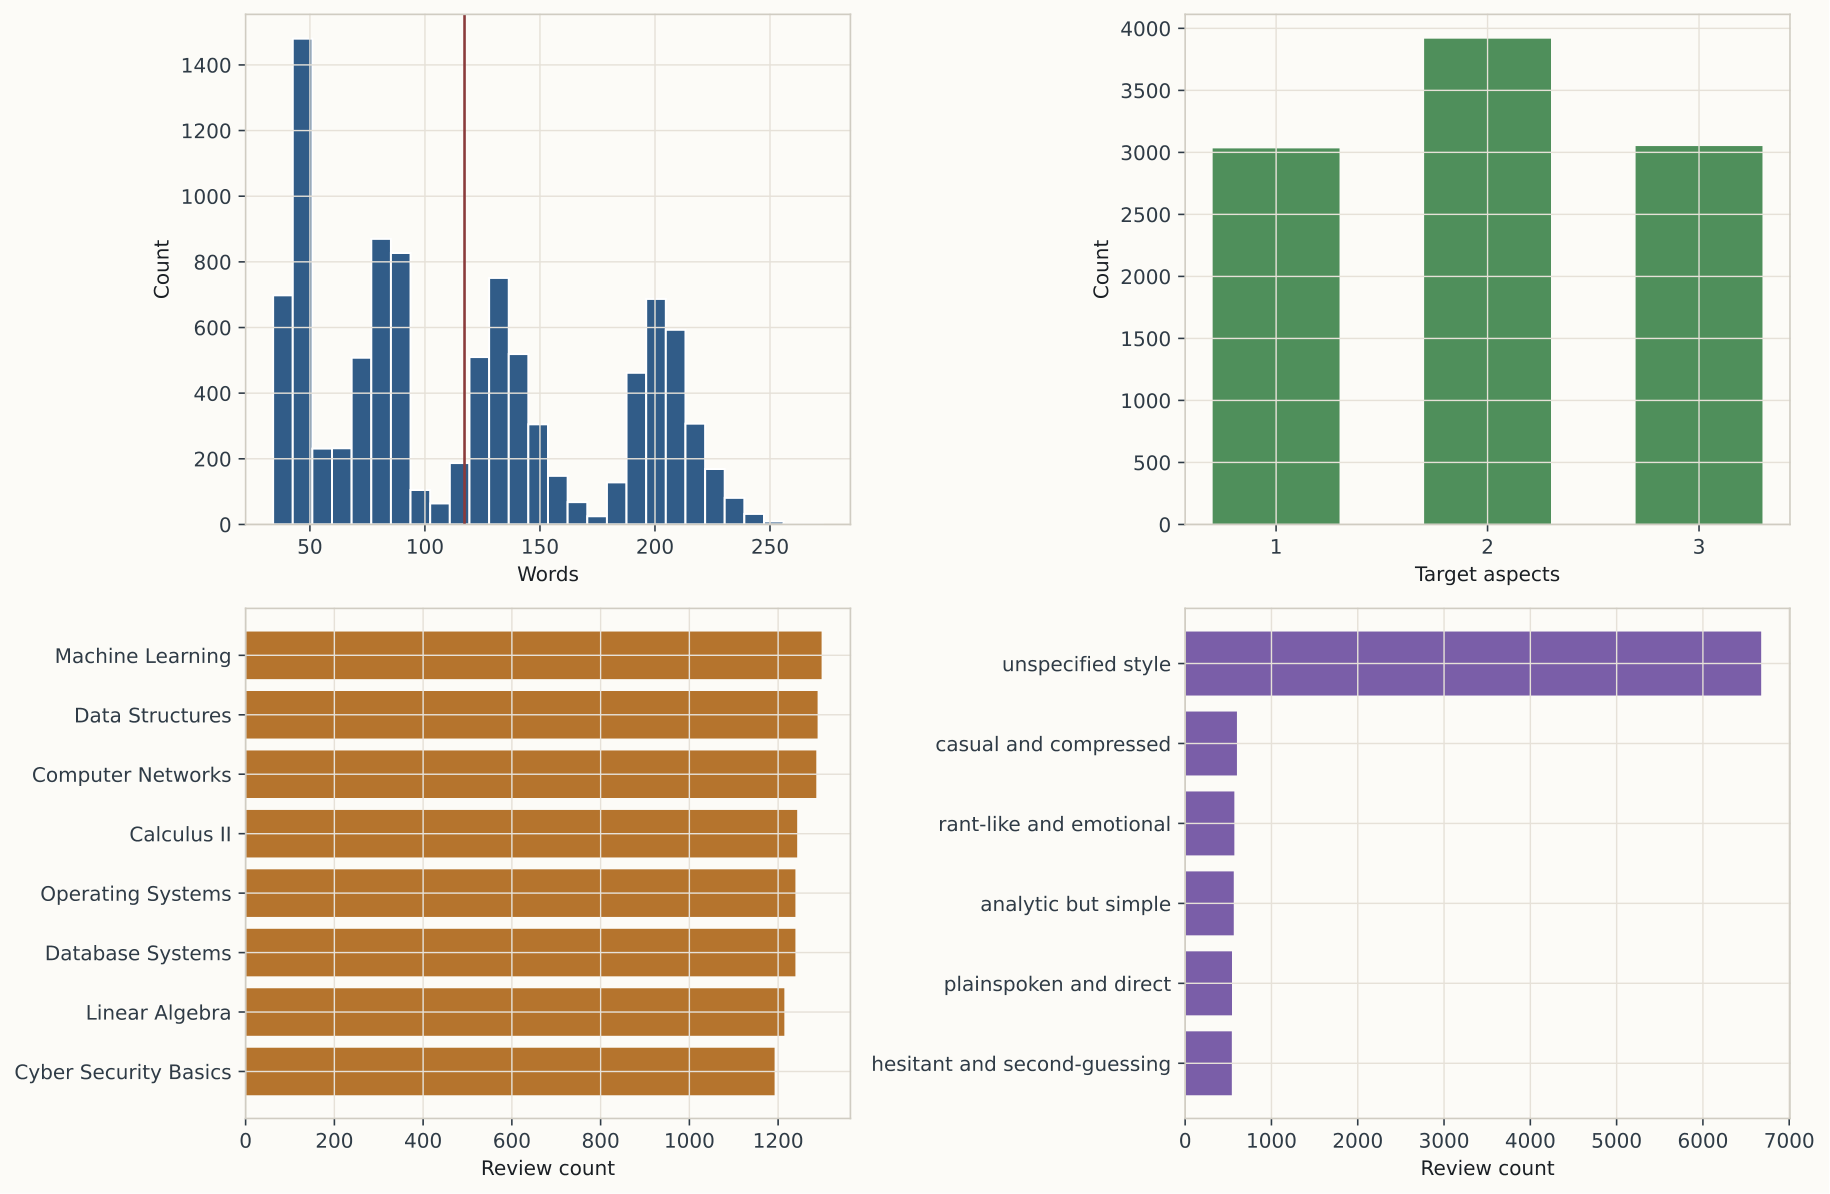 1400
1200
1000
800
600
400
200
0
Count
50 100 150 200 250
Words
4000
3500
3000
2500
2000
1500
1000
500
0
Count
1 2 3
Target aspects
Machine Learning
Data Structures
Computer Networks
Calculus II
Operating Systems
Database Systems
Linear Algebra
Cyber Security Basics
0 200 400 600 800 1000 1200
Review count
unspecified style
casual and compressed
rant-like and emotional
analytic but simple
plainspoken and direct
hesitant and second-guessing
0 1000 2000 3000 4000 5000 6000 7000
Review count